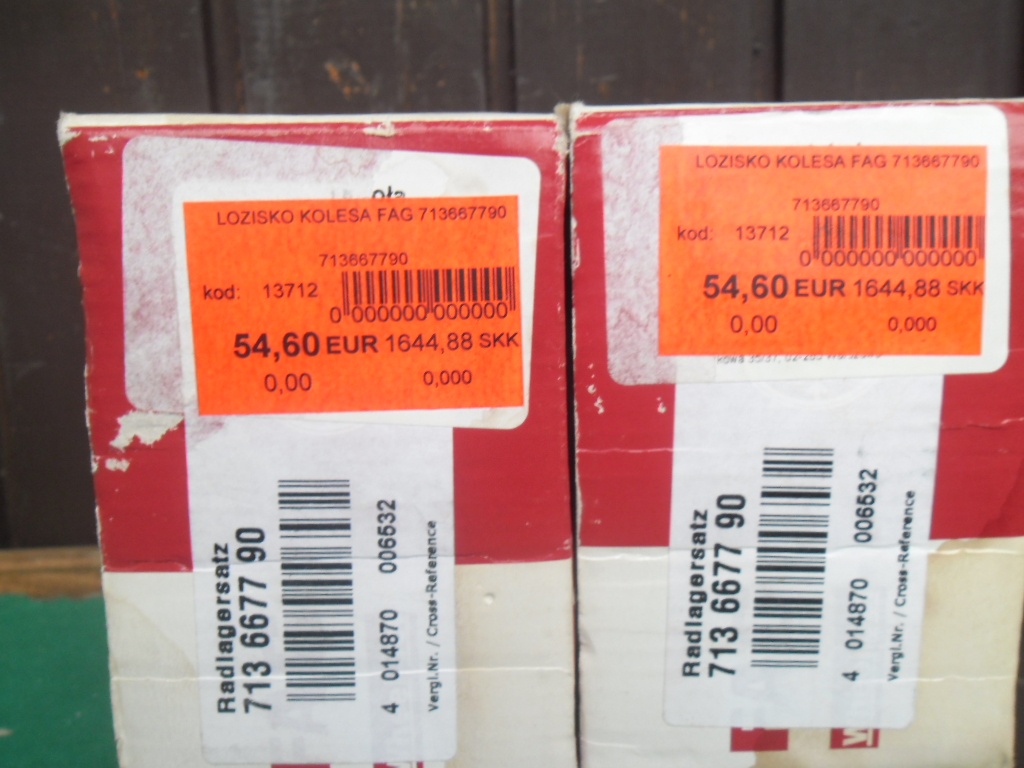 LOZISKO KOLESA FAG 713667790
713667790
kod: 13712
0 000000 000000
54,60 EUR 1644,88 SKK
0,00 0,000
Radlagersatz
713 6677 90
4 014870 006532
Vergl.Nr. / Cross-Reference
LOZISKO KOLESA FAG 713667790
713667790
kod: 13712
0 000000 000000
54,60 EUR 1644,88 SKK
0,00 0,000
Radlagersatz
713 6677 90
4 014870 006532
Vergl.Nr. / Cross-Reference